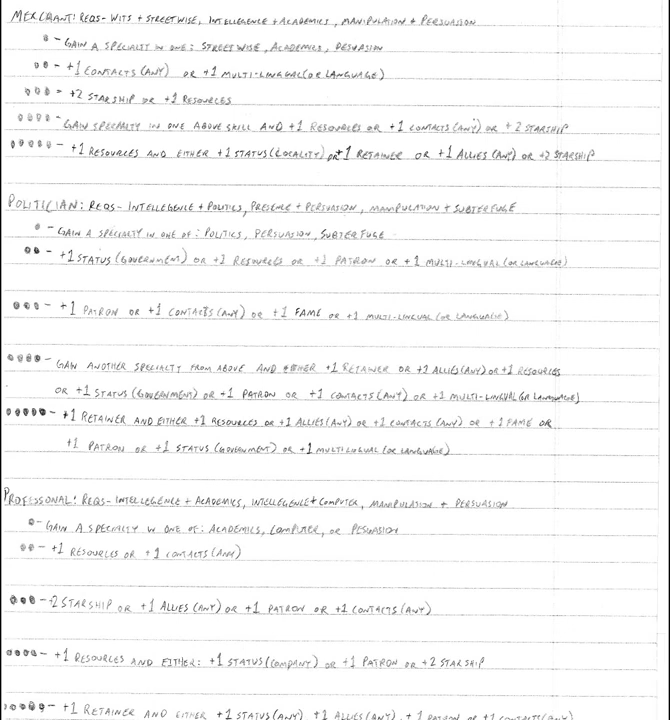 MERCHANT: REQS- WITS + STREETWISE, INTELLEGENCE + ACADEMICS, MANIPULATION + PERSUASION
● - GAIN A SPECIALTY IN ONE: STREETWISE, ACADEMICS, PESUASION
●● - +1 CONTACTS (ANY) OR +1 MULTI-LINGUAL (OR LANGUAGE)
●●● - +2 STARSHIP OR +1 RESOURCES
●●●● - GAIN SPECIALTY IN ONE ABOVE SKILL AND +1 RESOURCES OR +1 CONTACTS (ANY) OR +2 STARSHIP
●●●●● - +1 RESOURCES AND EITHER +1 STATUS (LOCALITY) OR +1 RETAINER OR +1 ALLIES (ANY) OR +2 STARSHIP
POLITICIAN: REQS- INTELLEGENCE + POLITICS, PRESENCE + PERSUASION, MANIPULATION + SUBTERFUGE
● - GAIN A SPECIALTY IN ONE OF: POLITICS, PERSUASION, SUBTERFUGE
●● - +1 STATUS (GOVERNMENT) OR +1 RESOURCES OR +1 PATRON OR +1 MULTI-LINGUAL (OR LANGUAGE)
●●● - +1 PATRON OR +1 CONTACTS (ANY) OR +1 FAME OR +1 MULTI-LINGUAL (OR LANGUAGE)
●●●● - GAIN ANOTHER SPECIALTY FROM ABOVE AND EITHER +1 RETAINER OR +1 ALLIES (ANY) OR +1 RESOURCES
OR +1 STATUS (GOVERNMENT) OR +1 PATRON OR +1 CONTACTS (ANY) OR +1 MULTI-LINGUAL (OR LANGUAGE)
●●●●● - +1 RETAINER AND EITHER +1 RESOURCES OR +1 ALLIES (ANY) OR +1 CONTACTS (ANY) OR +1 FAME OR
+1 PATRON OR +1 STATUS (GOVERNMENT) OR +1 MULTILINGUAL (OR LANGUAGE)
PROFESSONAL: REQS- INTELLEGENCE + ACADEMICS, INTELLEGENCE + COMPUTER, MANIPULATION + PERSUASION
● - GAIN A SPECIALTY IN ONE OF: ACADEMICS, COMPUTER, OR PESUASION
●● - +1 RESOURCES OR +1 CONTACTS (ANY)
●●● - +2 STARSHIP OR +1 ALLIES (ANY) OR +1 PATRON OR +1 CONTACTS (ANY)
●●●● - +1 RESOURCES AND EITHER: +1 STATUS (COMPANY) OR +1 PATRON OR +2 STARSHIP
●●●●● - +1 RETAINER AND EITHER +1 STATUS (ANY), +1 ALLIES (ANY), +1 PATRON OR +1 CONTACTS (ANY)